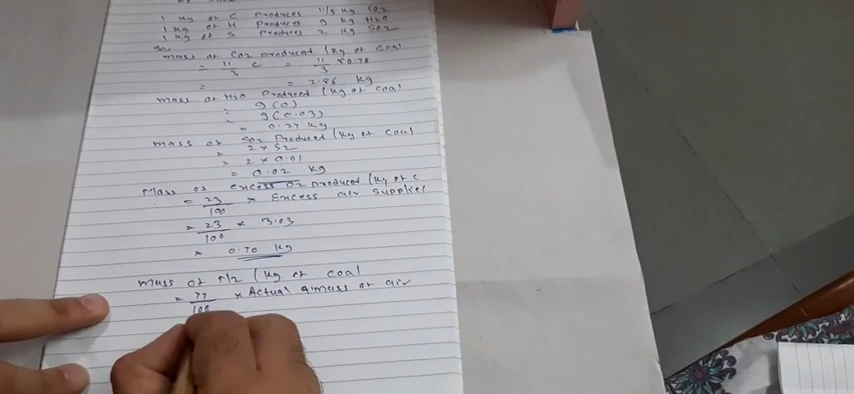 1 kg of C Produces 11/3 kg CO2
1 kg of H Produces 9 kg H2O
1 kg of S Produces 2 kg SO2
So,
mass of CO2 produced (kg of coal
= 11/3 C = 11/3 x 0.78
= = 2.86 kg
mass of H2O Produced (kg of coal
= 9(0)
= 9(0.03)
= 0.27 kg
mass of SO2 Produced (kg of coal
= 2 x S2
= 2 x 0.01
= 0.02 kg
Mass of excess O2 produced (kg of c
= 23/100 x Excess air supplied
= 23/100 x 3.03
= 0.70 kg
mass of N2 (kg of coal
= 77/100 x Actual mass of air